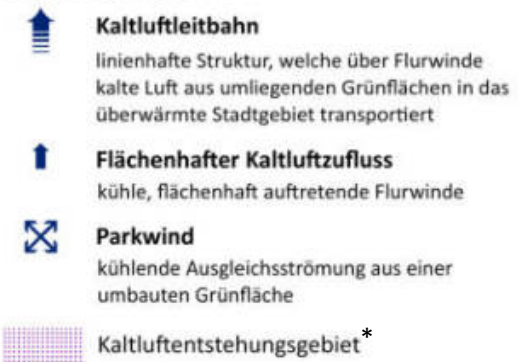 Kaltluftleitbahn
linienhafte Struktur, welche über Flurwinde
kalte Luft aus umliegenden Grünflächen in das
überwärmte Stadtgebiet transportiert
Flächenhafter Kaltluftzufluss
kühle, flächenhaft auftretende Flurwinde
Parkwind
kühlende Ausgleichsströmung aus einer
umbauten Grünfläche
Kaltluftentstehungsgebiet*